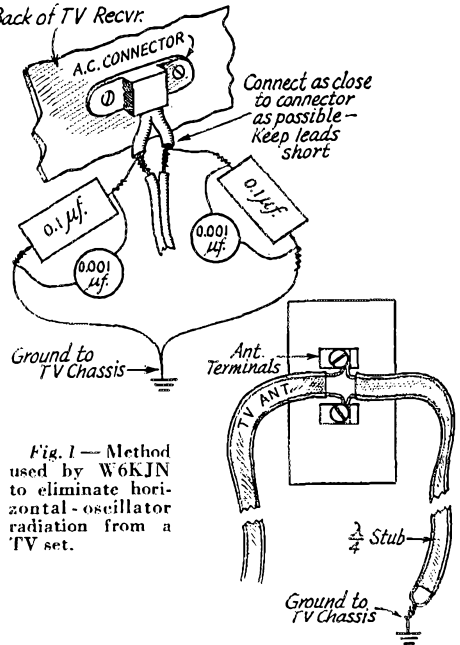 Back of TV Recvr.
A.C. CONNECTOR
Connect as close
to connector
as possible –
Keep leads
short
0.1 µf.
0.001
µf.
0.001
µf.
0.1 µf.
Ground to
TV Chassis
Ant.
Terminals
TV ANT.
Fig. 1 — Method
used by W6KJN
to eliminate hori-
zontal-oscillator
radiation from a
TV set.
λ/4 Stub
Ground to
TV Chassis